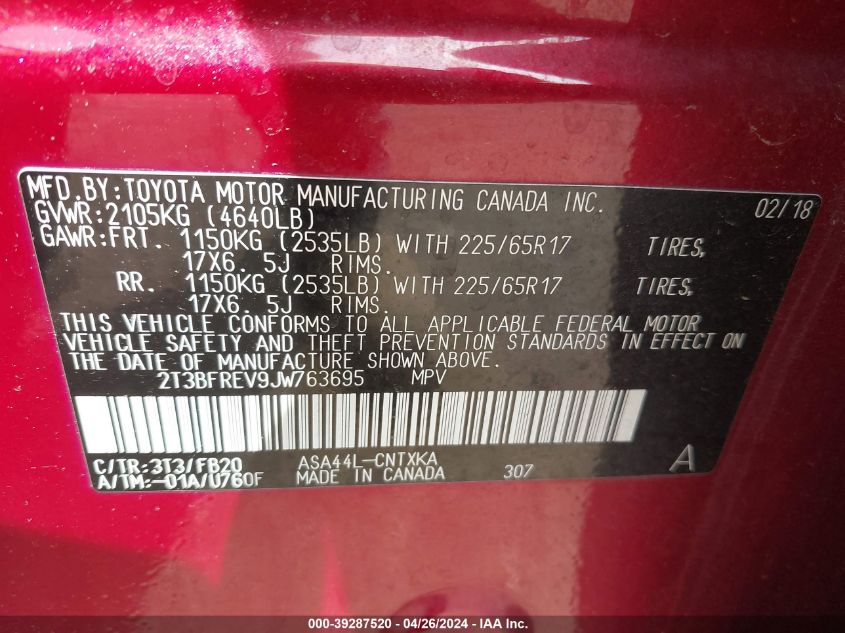 MFD.BY:TOYOTA MOTOR MANUFACTURING CANADA INC. 02/18
GVWR:2105KG (4640LB)
GAWR:FRT. 1150KG (2535LB) WITH 225/65R17 TIRES,
17X6. 5J RIMS.
RR. 1150KG (2535LB) WITH 225/65R17 TIRES,
17X6. 5J RIMS.
THIS VEHICLE CONFORMS TO ALL APPLICABLE FEDERAL MOTOR
VEHICLE SAFETY AND THEFT PREVENTION STANDARDS IN EFFECT ON
THE DATE OF MANUFACTURE SHOWN ABOVE.
2T3BFREV9JW763695 MPV
C/TR:3T3/FB20 ASA44L-CNTXKA
A/TM:-01A/U760F MADE IN CANADA 307 A
000-39287520 - 04/26/2024 - IAA Inc.